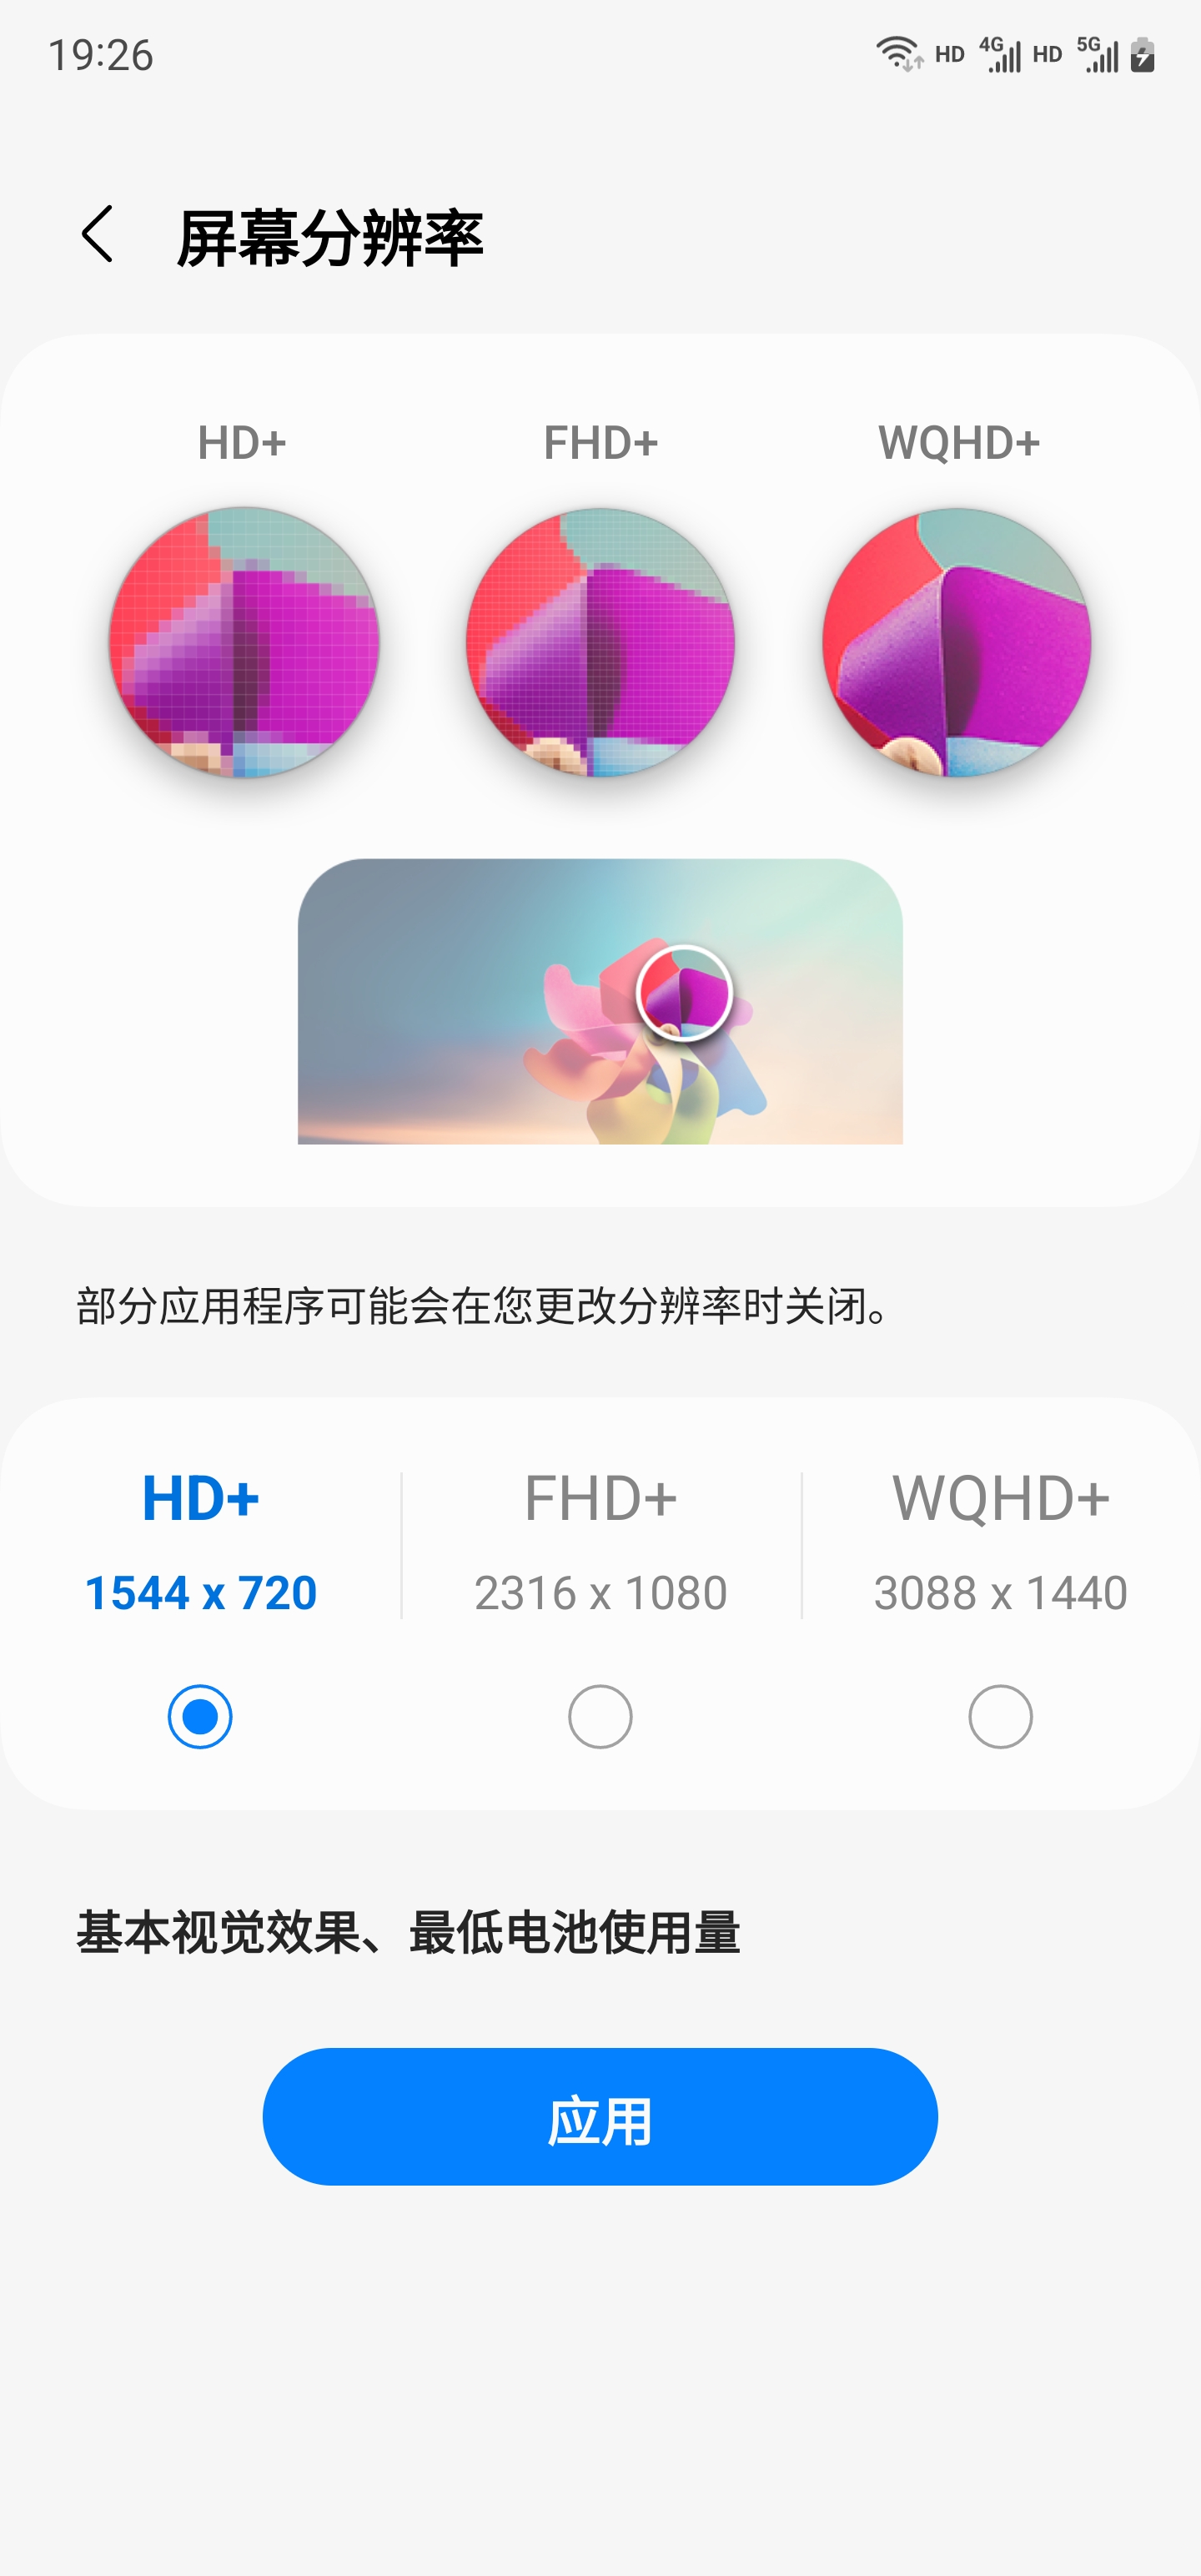 19:26 HD 4G HD 5G
屏幕分辨率
HD+ FHD+ WQHD+
部分应用程序可能会在您更改分辨率时关闭。
HD+ FHD+ WQHD+
1544 x 720 2316 x 1080 3088 x 1440
基本视觉效果、最低电池使用量
应用